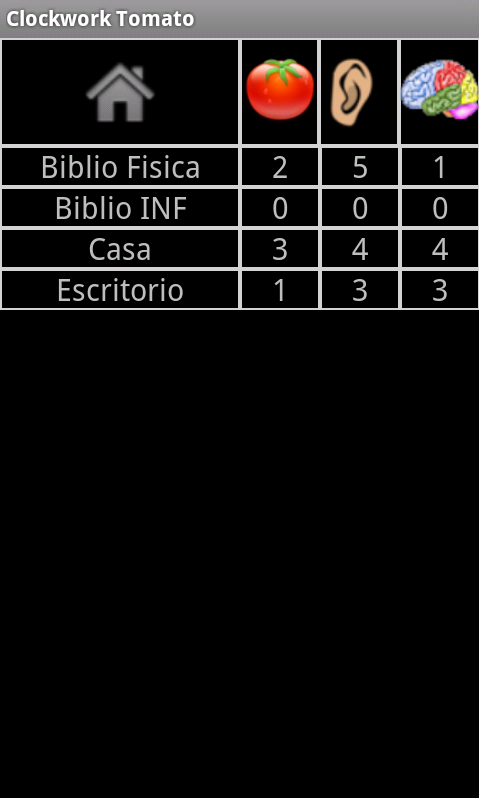 Clockwork Tomato
Biblio Fisica 2 5 1
Biblio INF 0 0 0
Casa 3 4 4
Escritorio 1 3 3